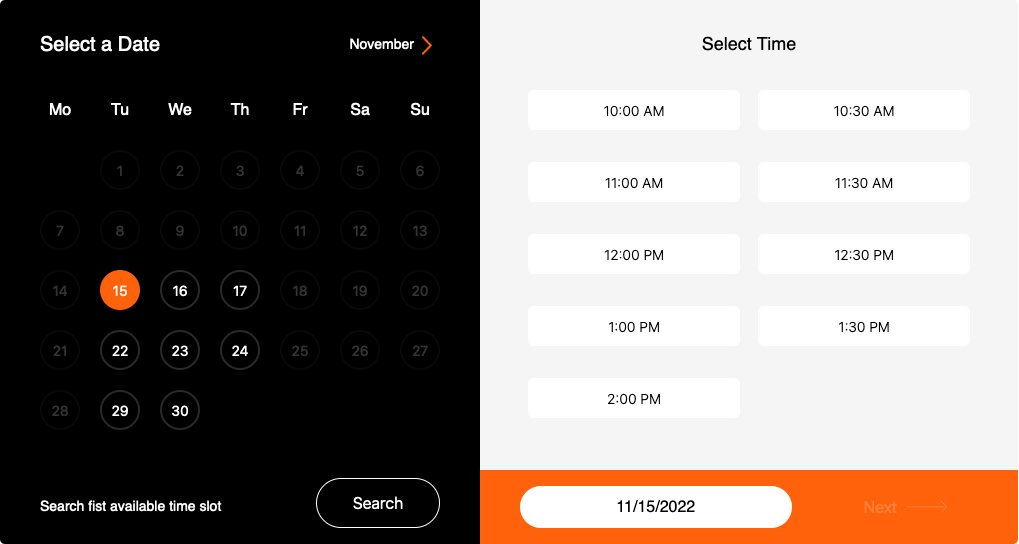 Select a Date
November
Mo Tu We Th Fr Sa Su
1 2 3 4 5 6
7 8 9 10 11 12 13
14 15 16 17 18 19 20
21 22 23 24 25 26 27
28 29 30
Search fist available time slot
Search
Select Time
10:00 AM 10:30 AM
11:00 AM 11:30 AM
12:00 PM 12:30 PM
1:00 PM 1:30 PM
2:00 PM
11/15/2022
Next